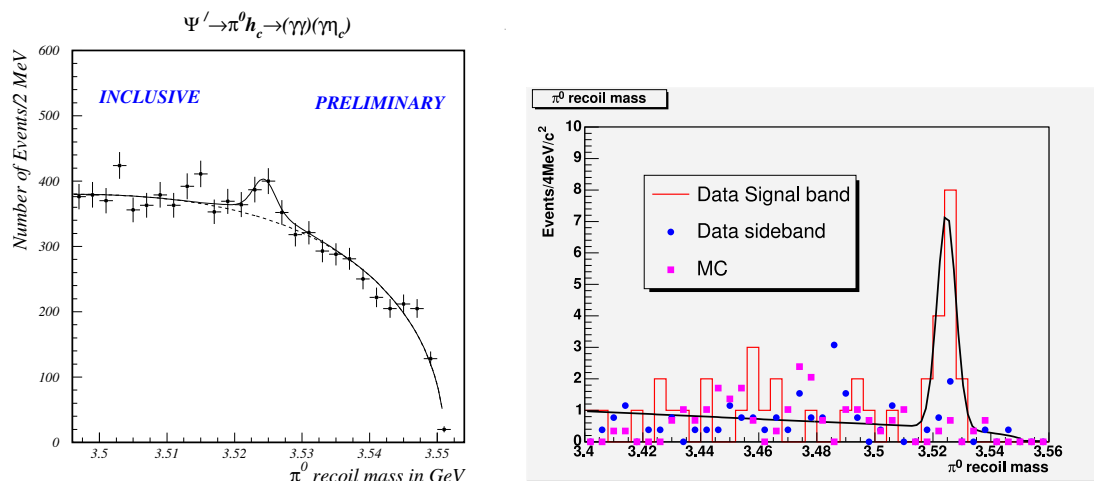 Ψ′→π⁰h_c→(γγ)(γη_c)
Number of Events/2 MeV
600
500
400
300
200
100
0
INCLUSIVE PRELIMINARY
3.5 3.51 3.52 3.53 3.54 3.55
π⁰ recoil mass in GeV
π⁰ recoil mass
Events/4MeV/c²
10
9
8
7
6
5
4
3
2
1
0
Data Signal band
Data sideband
MC
3.4 3.42 3.44 3.46 3.48 3.5 3.52 3.54 3.56
π⁰ recoil mass